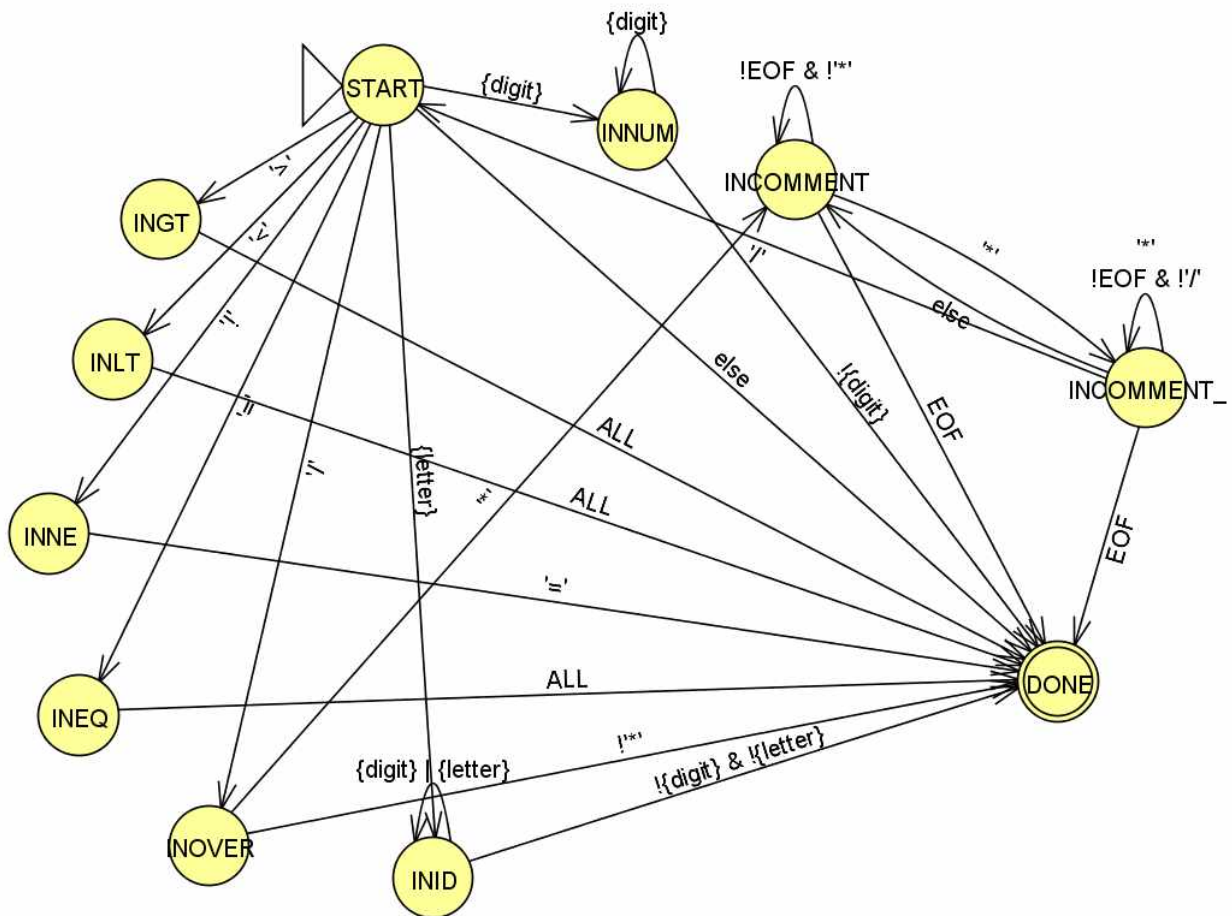 {digit}
START
{digit}
INNUM
!EOF & !'*'
INCOMMENT
'*'
'*'
!EOF & !'/'
INCOMMENT_
'/'
else
EOF
EOF
!{digit}
else
'>'
INGT
'<'
INLT
'!'
INNE
'='
INEQ
'/'
INOVER
'*'
{letter}
{digit} | {letter}
INID
ALL
ALL
'='
ALL
!'*'
!{digit} & !{letter}
DONE